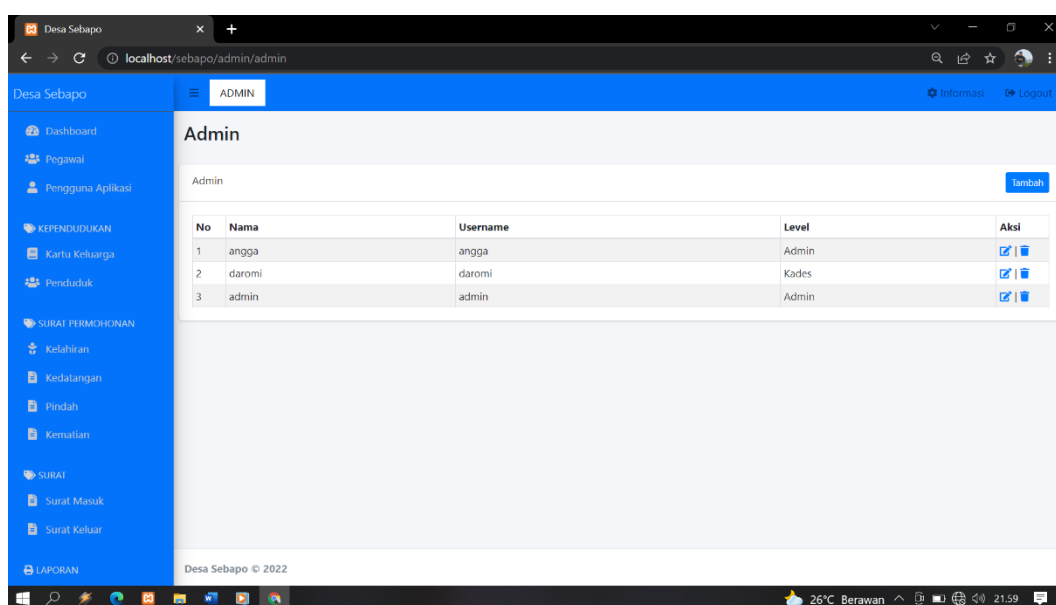 Desa Sebapo
localhost/sebapo/admin/admin
Desa Sebapo
ADMIN
Informasi
Logout
Dashboard
Pegawai
Pengguna Aplikasi
KEPENDUDUKAN
Kartu Keluarga
Penduduk
SURAT PERMOHONAN
Kelahiran
Kedatangan
Pindah
Kematian
SURAT
Surat Masuk
Surat Keluar
LAPORAN
Admin
Admin
Tambah
No Nama Username Level Aksi
1 angga angga Admin |
2 daromi daromi Kades |
3 admin admin Admin |
Desa Sebapo © 2022
26°C Berawan 21.59